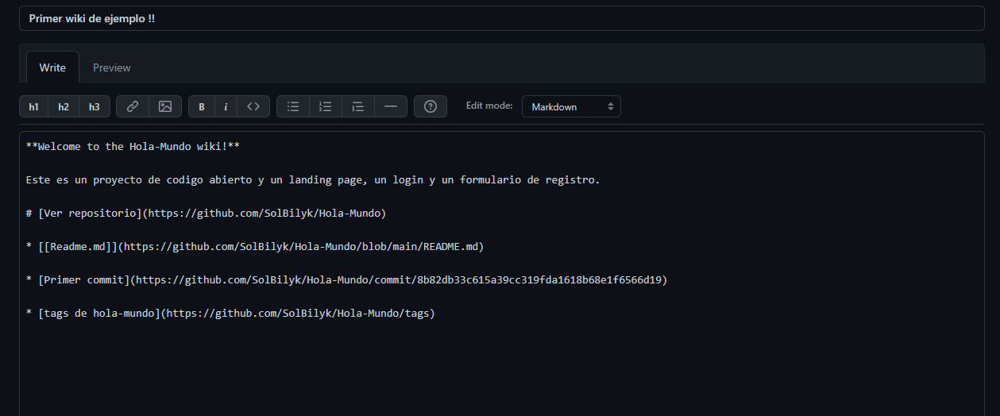 Primer wiki de ejemplo !!
Write Preview
h1 h2 h3 B i <> Edit mode: Markdown
**Welcome to the Hola-Mundo wiki!**
Este es un proyecto de codigo abierto y un landing page, un login y un formulario de registro.
# [Ver repositorio](https://github.com/SolBilyk/Hola-Mundo)
* [[Readme.md]](https://github.com/SolBilyk/Hola-Mundo/blob/main/README.md)
* [Primer commit](https://github.com/SolBilyk/Hola-Mundo/commit/8b82db33c615a39cc319fda1618b68e1f6566d19)
* [tags de hola-mundo](https://github.com/SolBilyk/Hola-Mundo/tags)